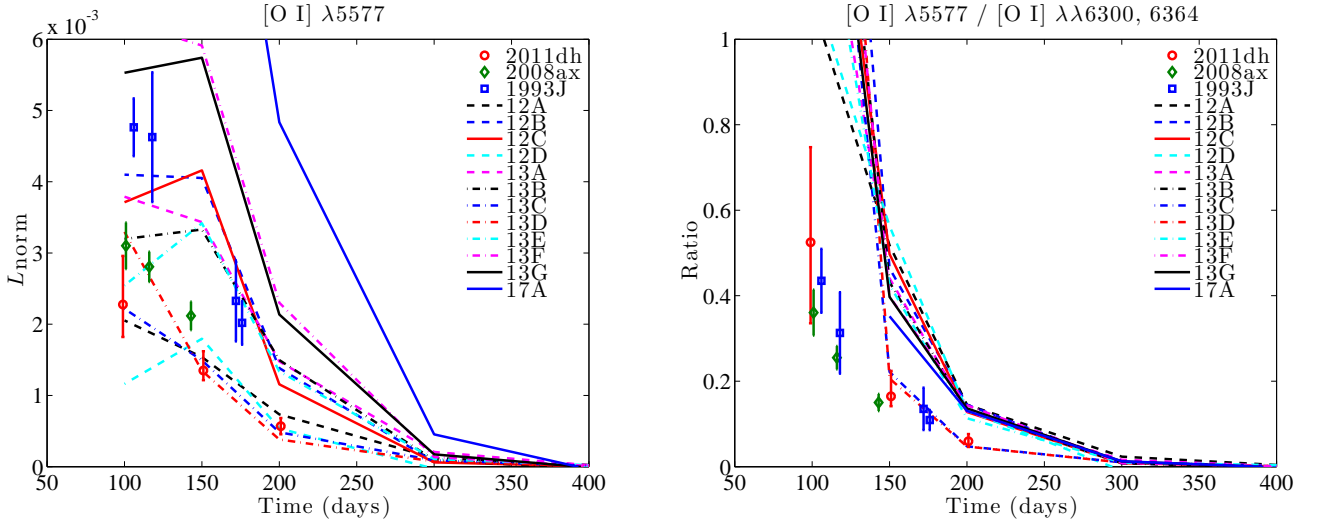 [O I] λ5577
x 10⁻³
6
5
4
3
2
1
0
L_norm
50 100 150 200 250 300 350 400
Time (days)
2011dh
2008ax
1993J
12A
12B
12C
12D
13A
13B
13C
13D
13E
13F
13G
17A
[O I] λ5577 / [O I] λλ6300, 6364
1
0.8
0.6
0.4
0.2
0
Ratio
50 100 150 200 250 300 350 400
Time (days)
2011dh
2008ax
1993J
12A
12B
12C
12D
13A
13B
13C
13D
13E
13F
13G
17A